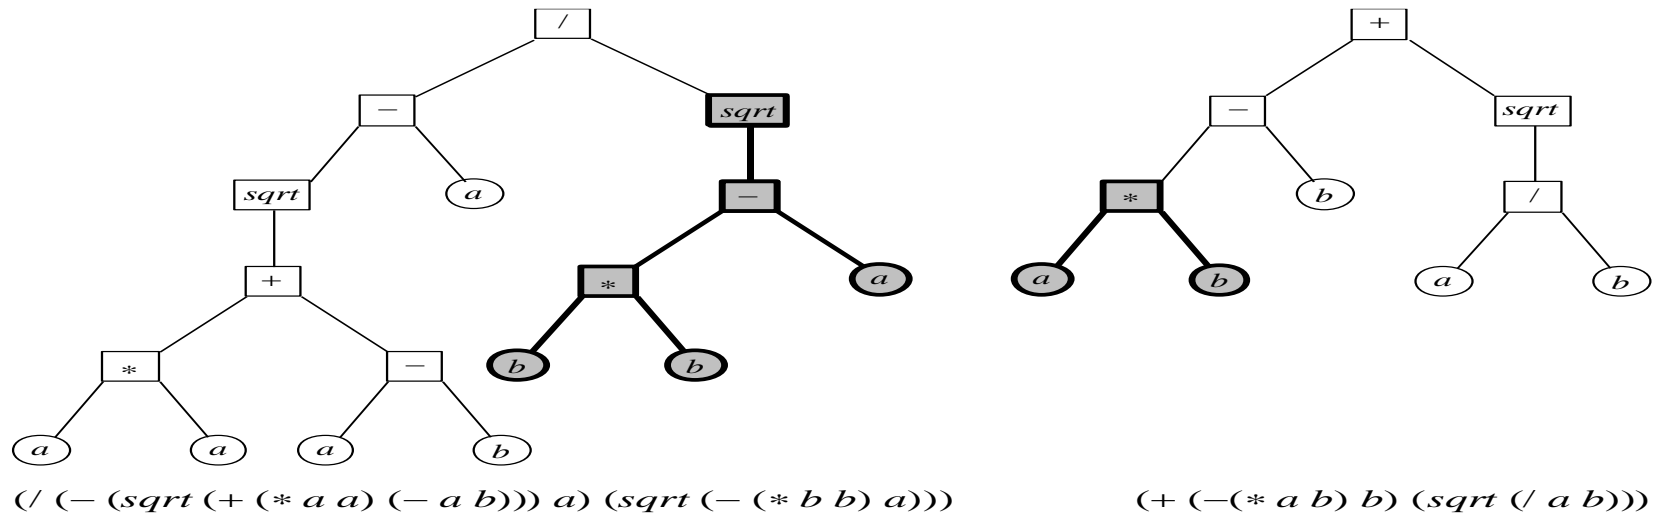 / +
− sqrt − sqrt
sqrt a − * b /
+ * a a b a b
* − b b
a a a b
(/ (− (sqrt (+ (* a a) (− a b))) a) (sqrt (− (* b b) a))) (+ (−(* a b) b) (sqrt (/ a b)))